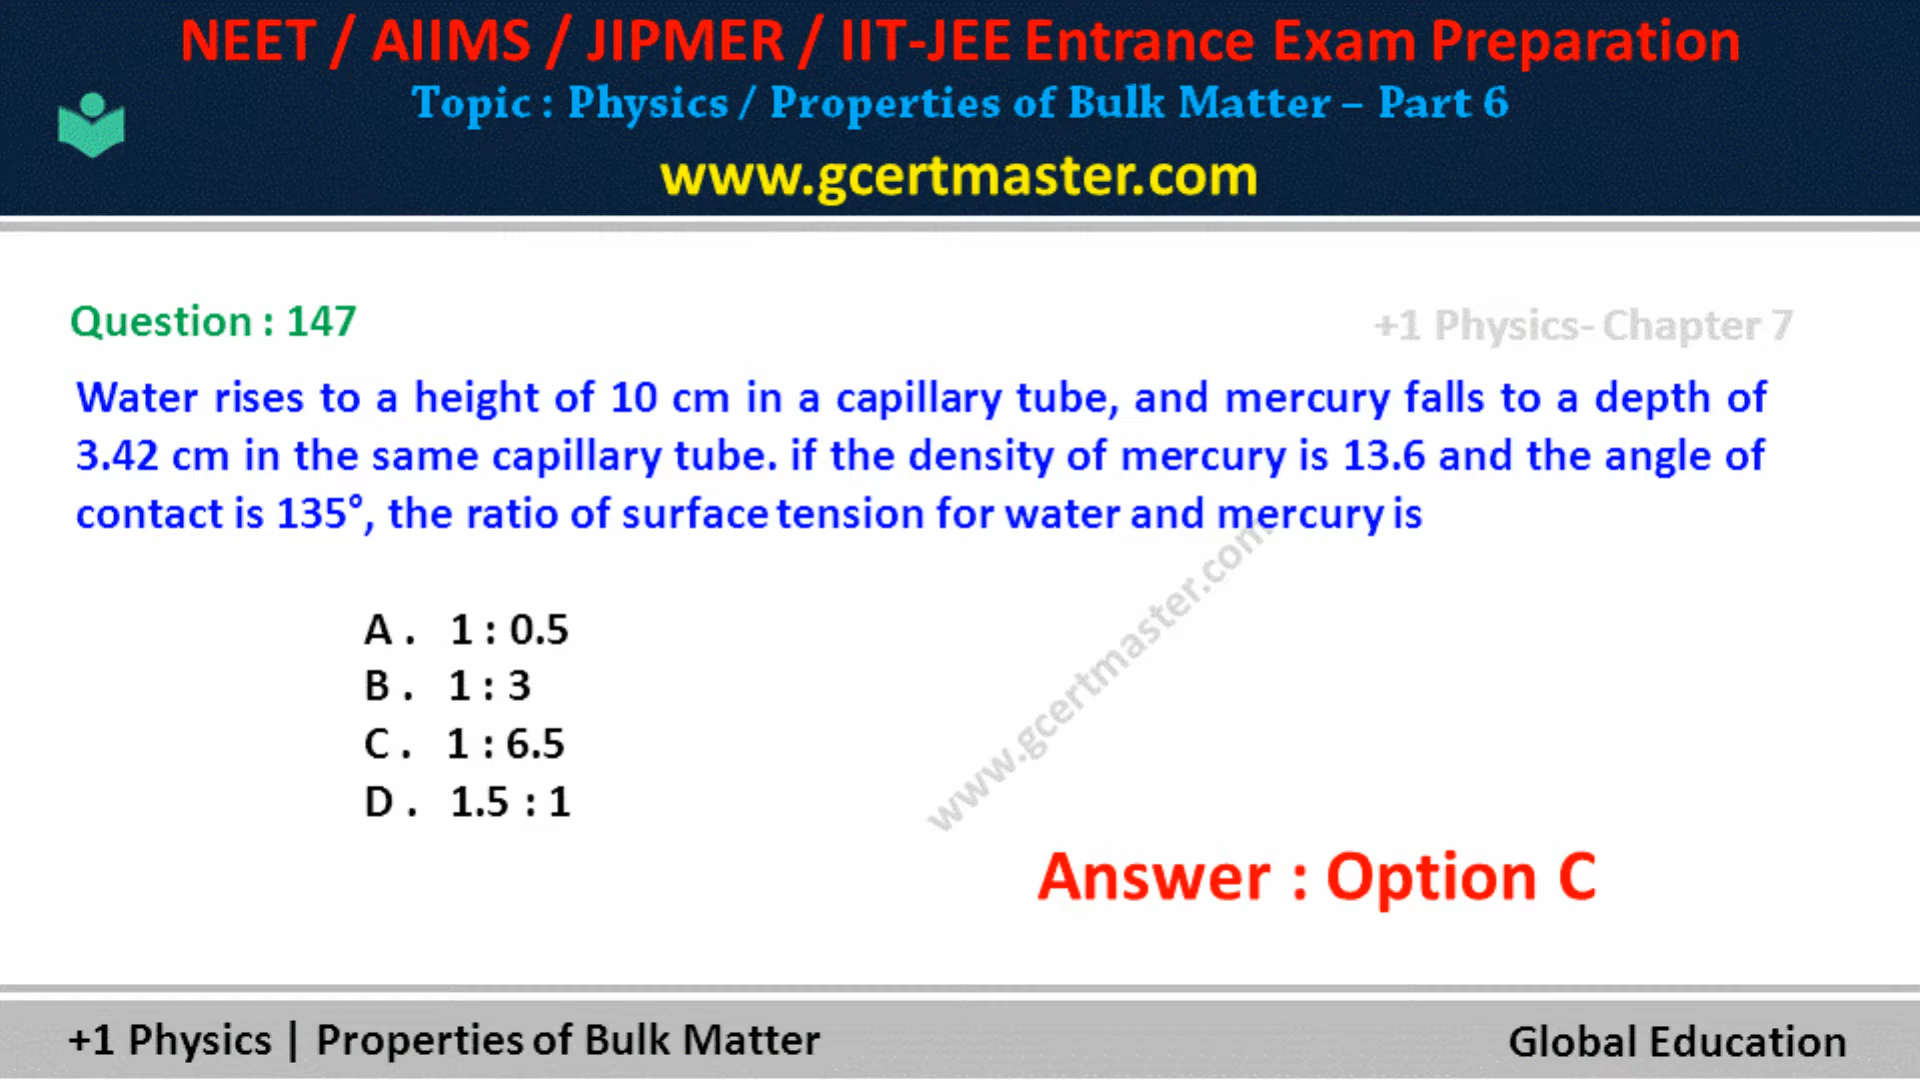 NEET / AIIMS / JIPMER / IIT-JEE Entrance Exam Preparation
Topic : Physics / Properties of Bulk Matter – Part 6
www.gcertmaster.com
Question : 147
+1 Physics- Chapter 7
Water rises to a height of 10 cm in a capillary tube, and mercury falls to a depth of
3.42 cm in the same capillary tube. if the density of mercury is 13.6 and the angle of
contact is 135°, the ratio of surface tension for water and mercury is
A . 1 : 0.5
B . 1 : 3
C . 1 : 6.5
D . 1.5 : 1
www.gcertmaster.com
Answer : Option C
+1 Physics | Properties of Bulk Matter
Global Education